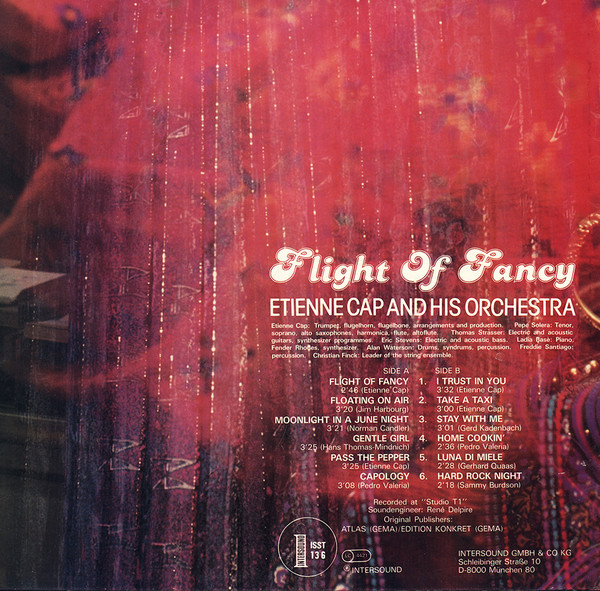 Flight Of Fancy
ETIENNE CAP AND HIS ORCHESTRA
Etienne Cap: Trumpet, flugelhorn, flugelbone, arrangements and production. Pepe Solera: Tenor,
soprano, alto saxophones, harmonica, flute, altoflute. Thomas Strasser: Electric and acoustic
guitars, synthesizer programmes. Eric Stevens: Electric and acoustic bass. Ladia Base: Piano,
Fender Rhodes, synthesizer. Alan Waterson: Drums, syndrums, percussion. Freddie Santiago:
percussion. Christian Finck: Leader of the string ensemble.
SIDE A SIDE B
FLIGHT OF FANCY 1. I TRUST IN YOU
2'46 (Etienne Cap) 3'32 (Etienne Cap)
FLOATING ON AIR 2. TAKE A TAXI
3'20 (Jim Harbourg) 3'00 (Etienne Cap)
MOONLIGHT IN A JUNE NIGHT 3. STAY WITH ME
3'21 (Norman Candler) 3'01 (Gerd Kadenbach)
GENTLE GIRL 4. HOME COOKIN'
3'25 (Hans Thomas-Mindnich) 2'36 (Pedro Valeria)
PASS THE PEPPER 5. LUNA DI MIELE
3'25 (Etienne Cap) 2'28 (Gerhard Quaas)
CAPOLOGY 6. HARD ROCK NIGHT
3'08 (Pedro Valeria) 2'18 (Sammy Burdson)
Recorded at "Studio T1"
Soundengineer: René Delpire
Original Publishers:
ATLAS (GEMA)/EDITION KONKRET (GEMA)
INTERSOUND
ISST
136
LC 4421
℗ INTERSOUND
INTERSOUND GMBH & CO KG
Schleibinger Straße 10
D-8000 München 80